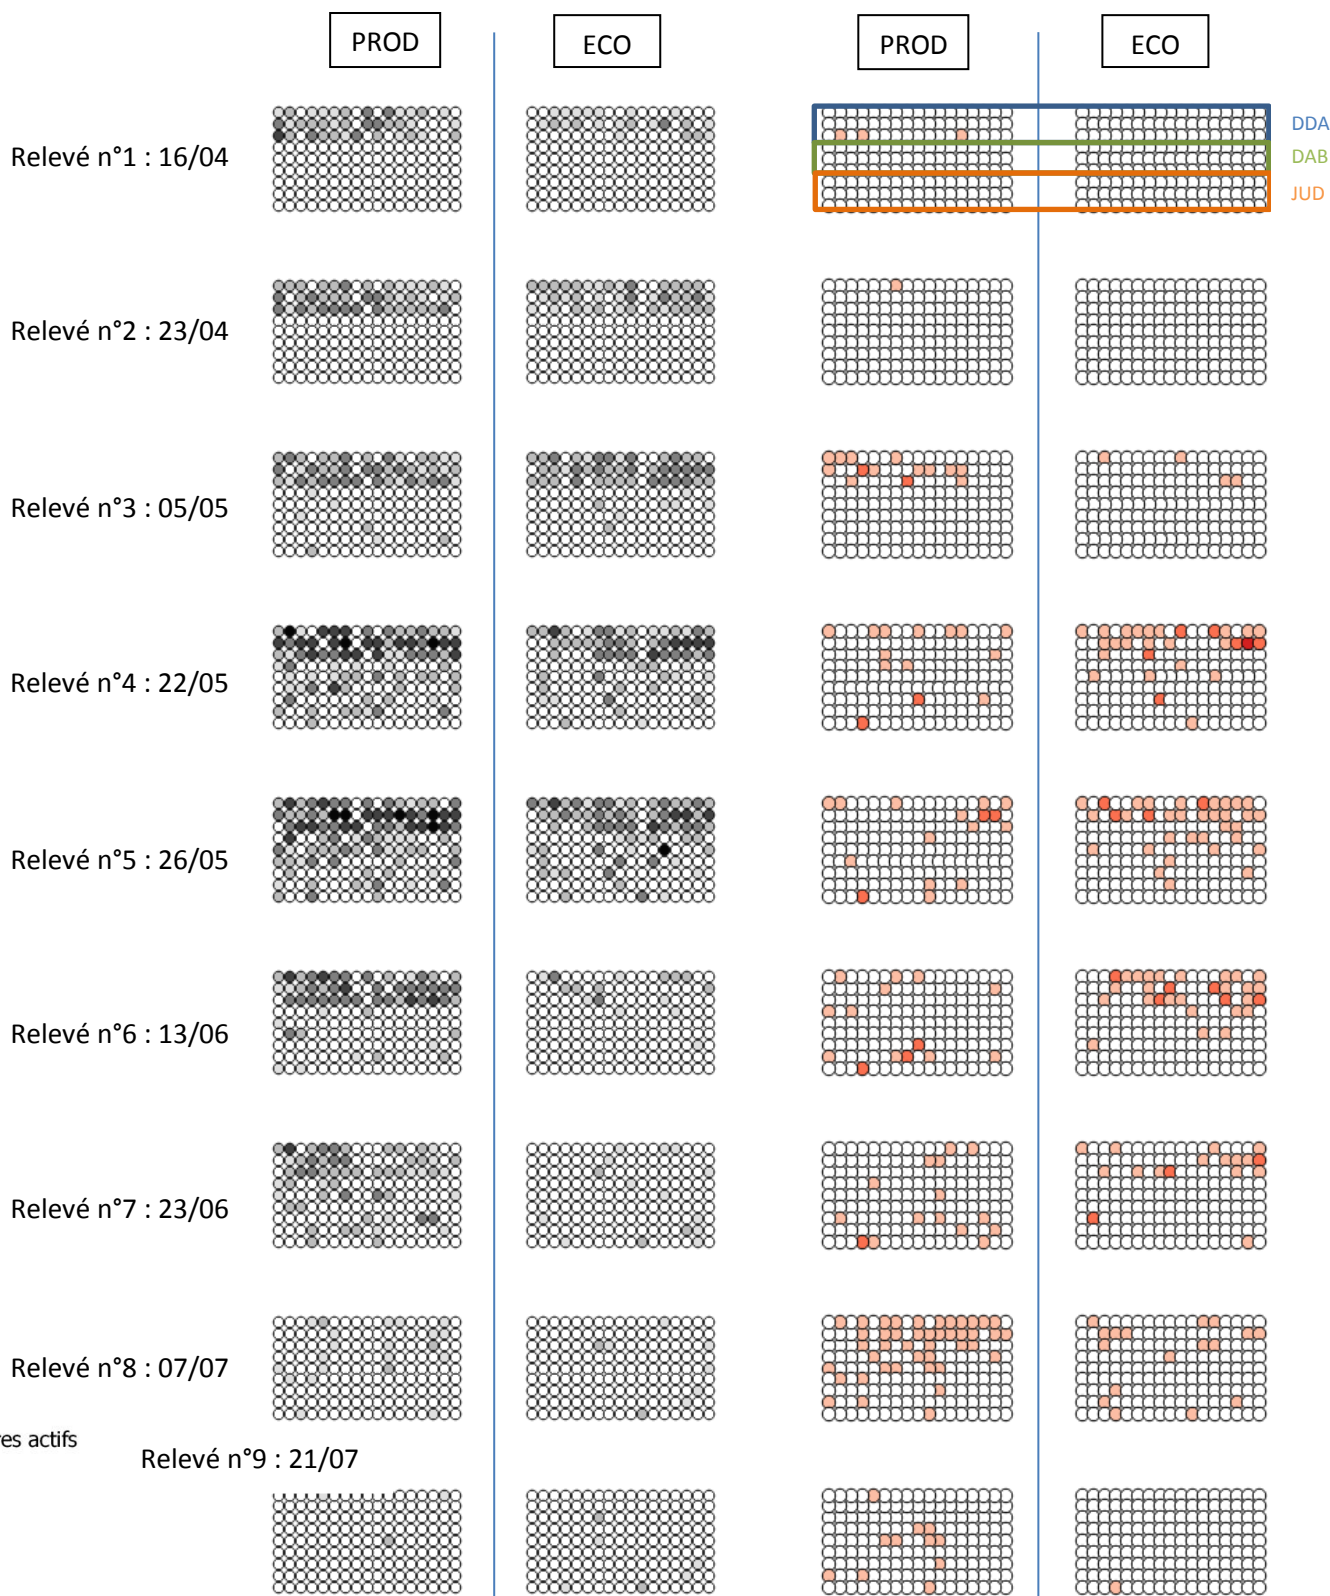 PROD ECO PROD ECO
DDA
Relevé n°1 : 16/04
DAB
JUD
Relevé n°2 : 23/04
Relevé n°3 : 05/05
Relevé n°4 : 22/05
Relevé n°5 : 26/05
Relevé n°6 : 13/06
Relevé n°7 : 23/06
Relevé n°8 : 07/07
es actifs
Relevé n°9 : 21/07